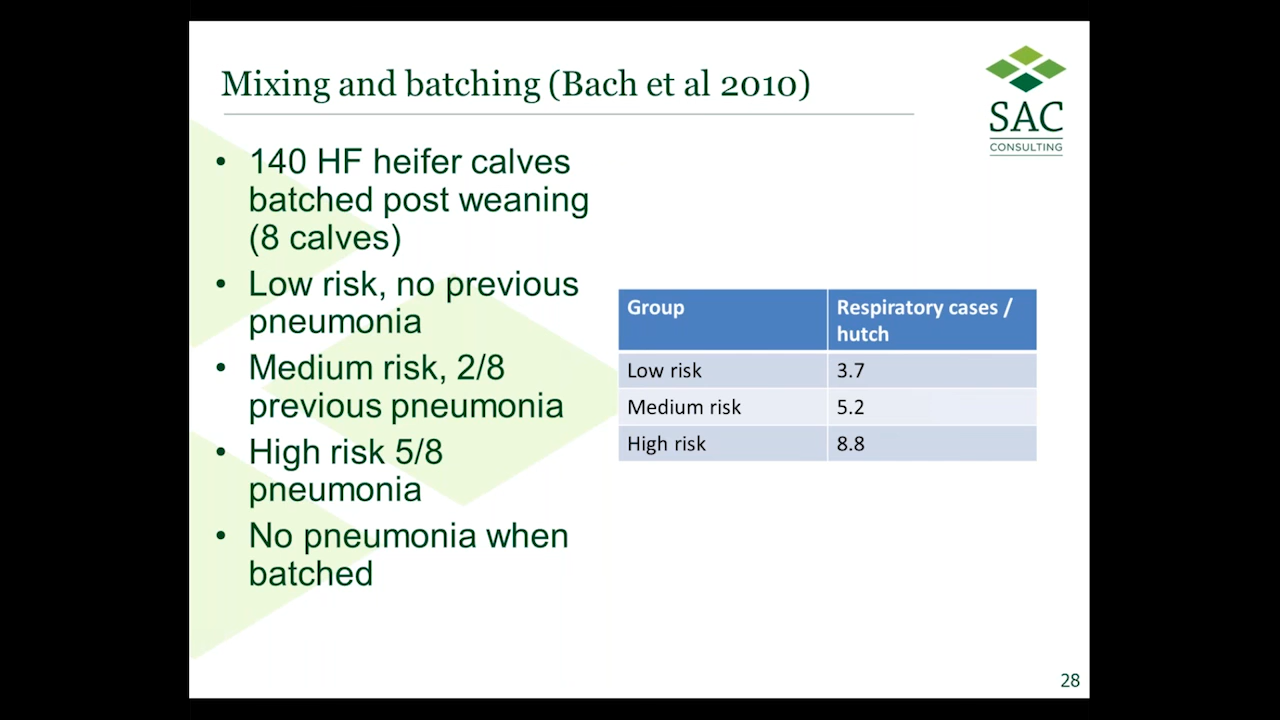 Mixing and batching (Bach et al 2010)
SAC
CONSULTING
• 140 HF heifer calves
batched post weaning
(8 calves)
• Low risk, no previous
pneumonia
• Medium risk, 2/8
previous pneumonia
• High risk 5/8
pneumonia
• No pneumonia when
batched
Group Respiratory cases /
hutch
Low risk 3.7
Medium risk 5.2
High risk 8.8
28